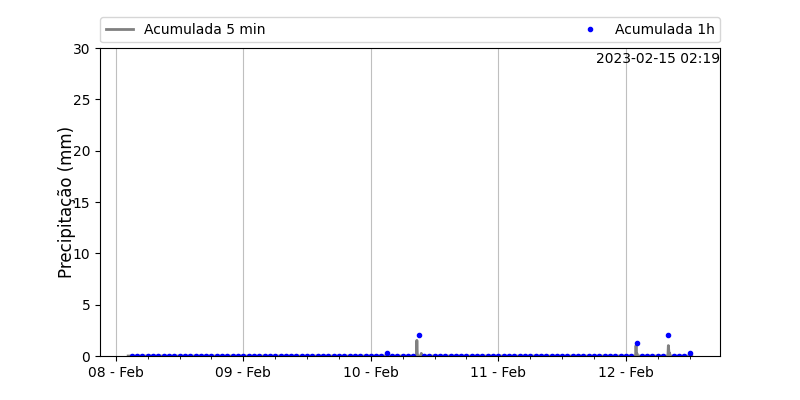 Acumulada 5 min
Acumulada 1h
2023-02-15 02:19
Precipitação (mm)
30
25
20
15
10
5
0
08 - Feb
09 - Feb
10 - Feb
11 - Feb
12 - Feb